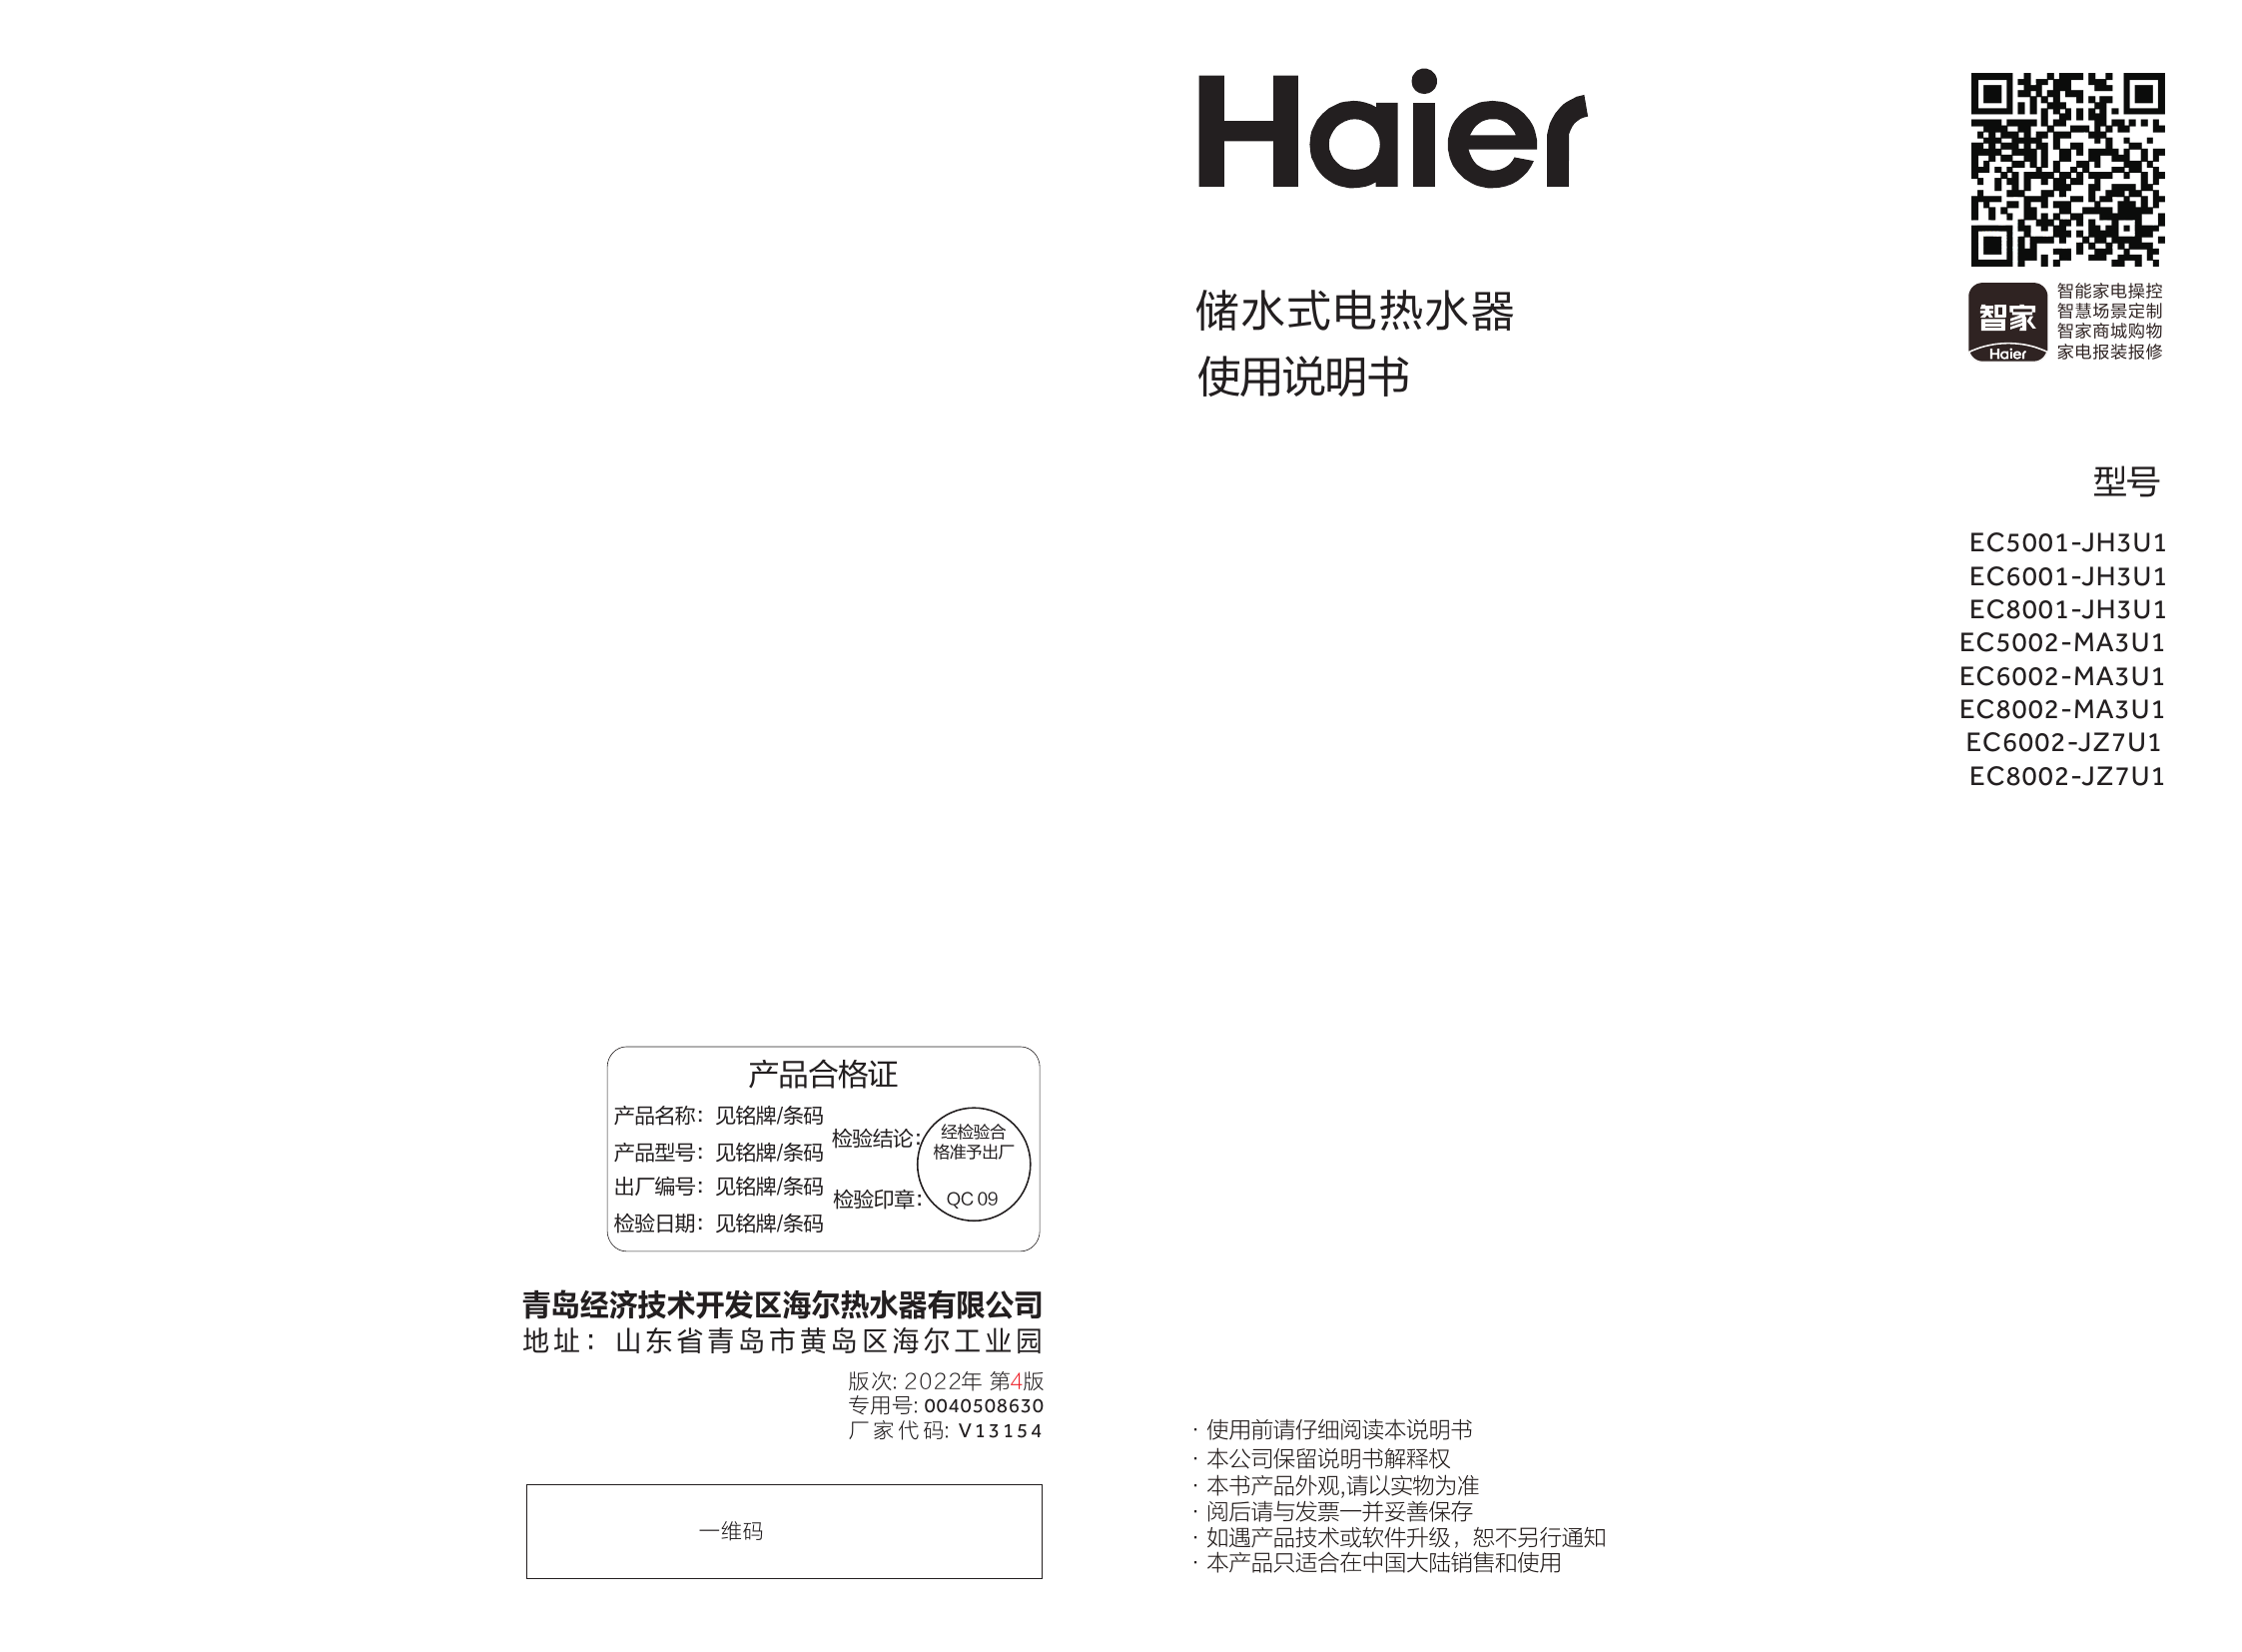 Haier
储水式电热水器
使用说明书
智家
Haier
智能家电操控
智慧场景定制
智家商城购物
家电报装报修
型号
EC5001-JH3U1
EC6001-JH3U1
EC8001-JH3U1
EC5002-MA3U1
EC6002-MA3U1
EC8002-MA3U1
EC6002-JZ7U1
EC8002-JZ7U1
· 使用前请仔细阅读本说明书
· 本公司保留说明书解释权
· 本书产品外观,请以实物为准
· 阅后请与发票一并妥善保存
· 如遇产品技术或软件升级，恕不另行通知
· 本产品只适合在中国大陆销售和使用
产品合格证
产品名称：见铭牌/条码
产品型号：见铭牌/条码
出厂编号：见铭牌/条码
检验日期：见铭牌/条码
检验结论：
经检验合
格准予出厂
检验印章：
QC 09
青岛经济技术开发区海尔热水器有限公司
地址：山东省青岛市黄岛区海尔工业园
版次: 2022年 第4版
专用号: 0040508630
厂家代码: V13154
一维码